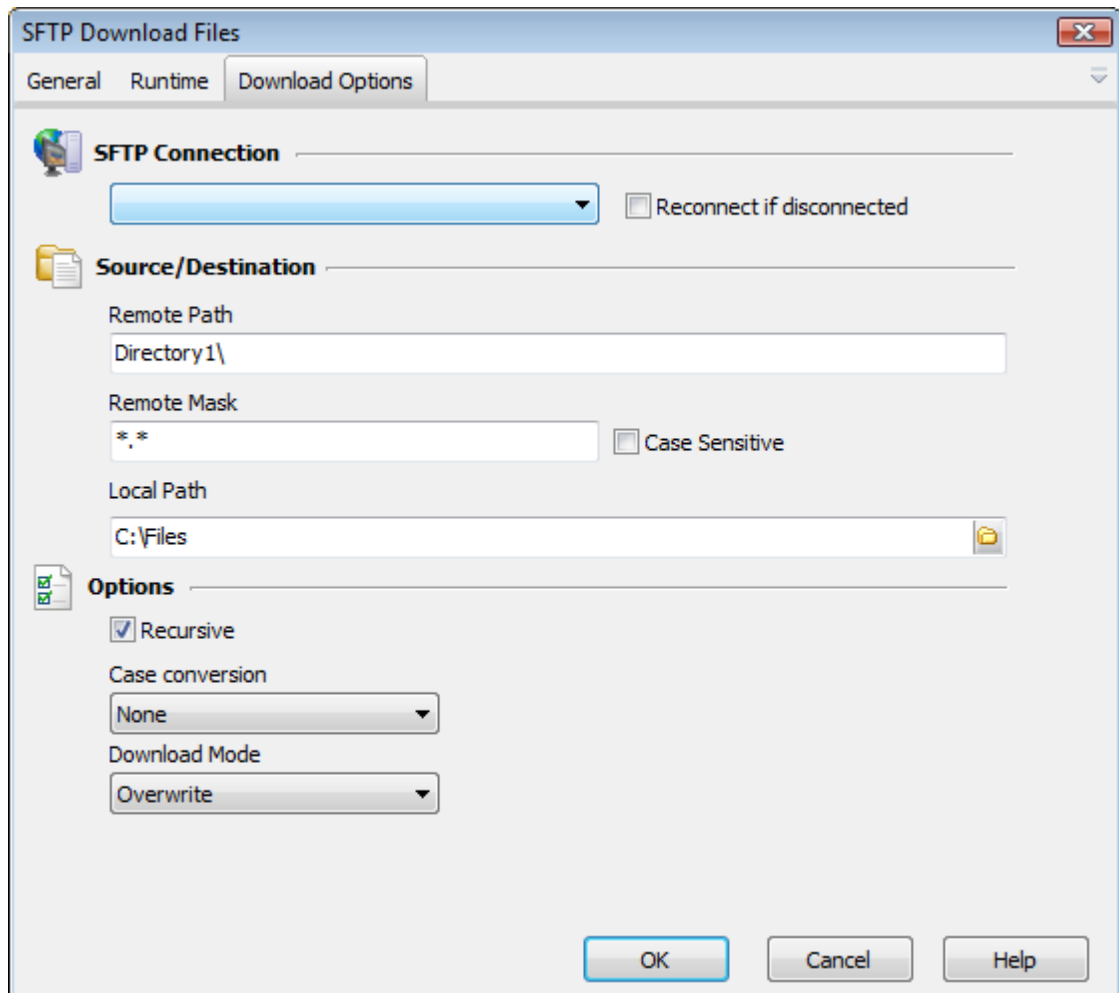 SFTP Download Files
General Runtime Download Options
SFTP Connection
Reconnect if disconnected
Source/Destination
Remote Path
Directory1\
Remote Mask
*.* Case Sensitive
Local Path
C:\Files
Options
Recursive
Case conversion
None
Download Mode
Overwrite
OK Cancel Help